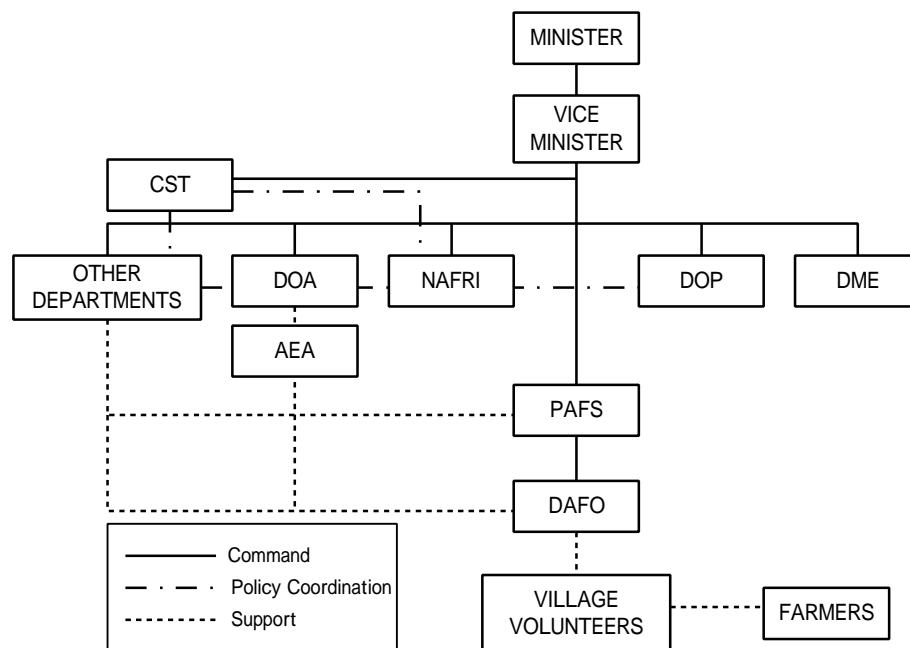 MINISTER
VICE
MINISTER
CST
OTHER
DEPARTMENTS
DOA
NAFRI
DOP
DME
AEA
PAFS
DAFO
Command
Policy Coordination
Support
VILLAGE
VOLUNTEERS
FARMERS